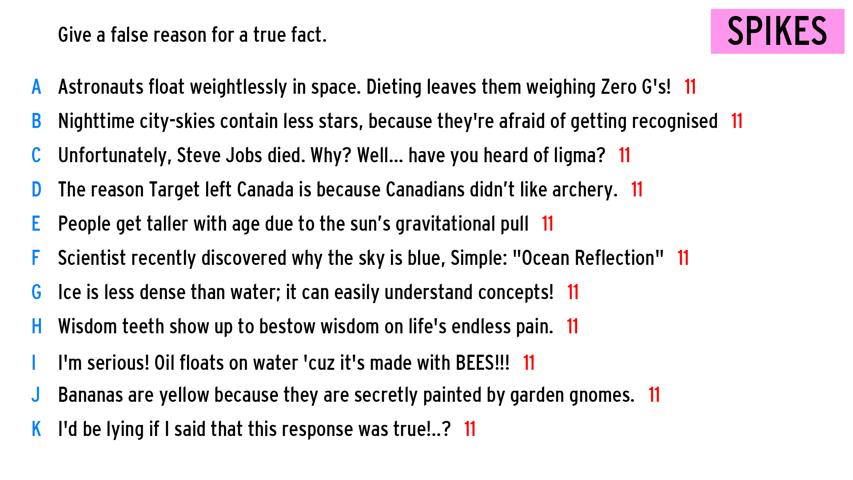 Give a false reason for a true fact.
SPIKES
A Astronauts float weightlessly in space. Dieting leaves them weighing Zero G's! 11
B Nighttime city-skies contain less stars, because they're afraid of getting recognised 11
C Unfortunately, Steve Jobs died. Why? Well... have you heard of ligma? 11
D The reason Target left Canada is because Canadians didn’t like archery. 11
E People get taller with age due to the sun’s gravitational pull 11
F Scientist recently discovered why the sky is blue, Simple: "Ocean Reflection" 11
G Ice is less dense than water; it can easily understand concepts! 11
H Wisdom teeth show up to bestow wisdom on life's endless pain. 11
I I'm serious! Oil floats on water 'cuz it's made with BEES!!! 11
J Bananas are yellow because they are secretly painted by garden gnomes. 11
K I'd be lying if I said that this response was true!..? 11